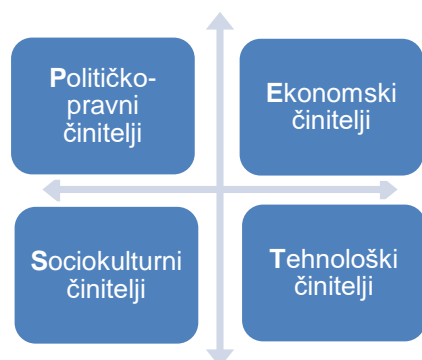 Političko-
pravni
činitelji
Ekonomski
činitelji
Sociokulturni
činitelji
Tehnološki
činitelji